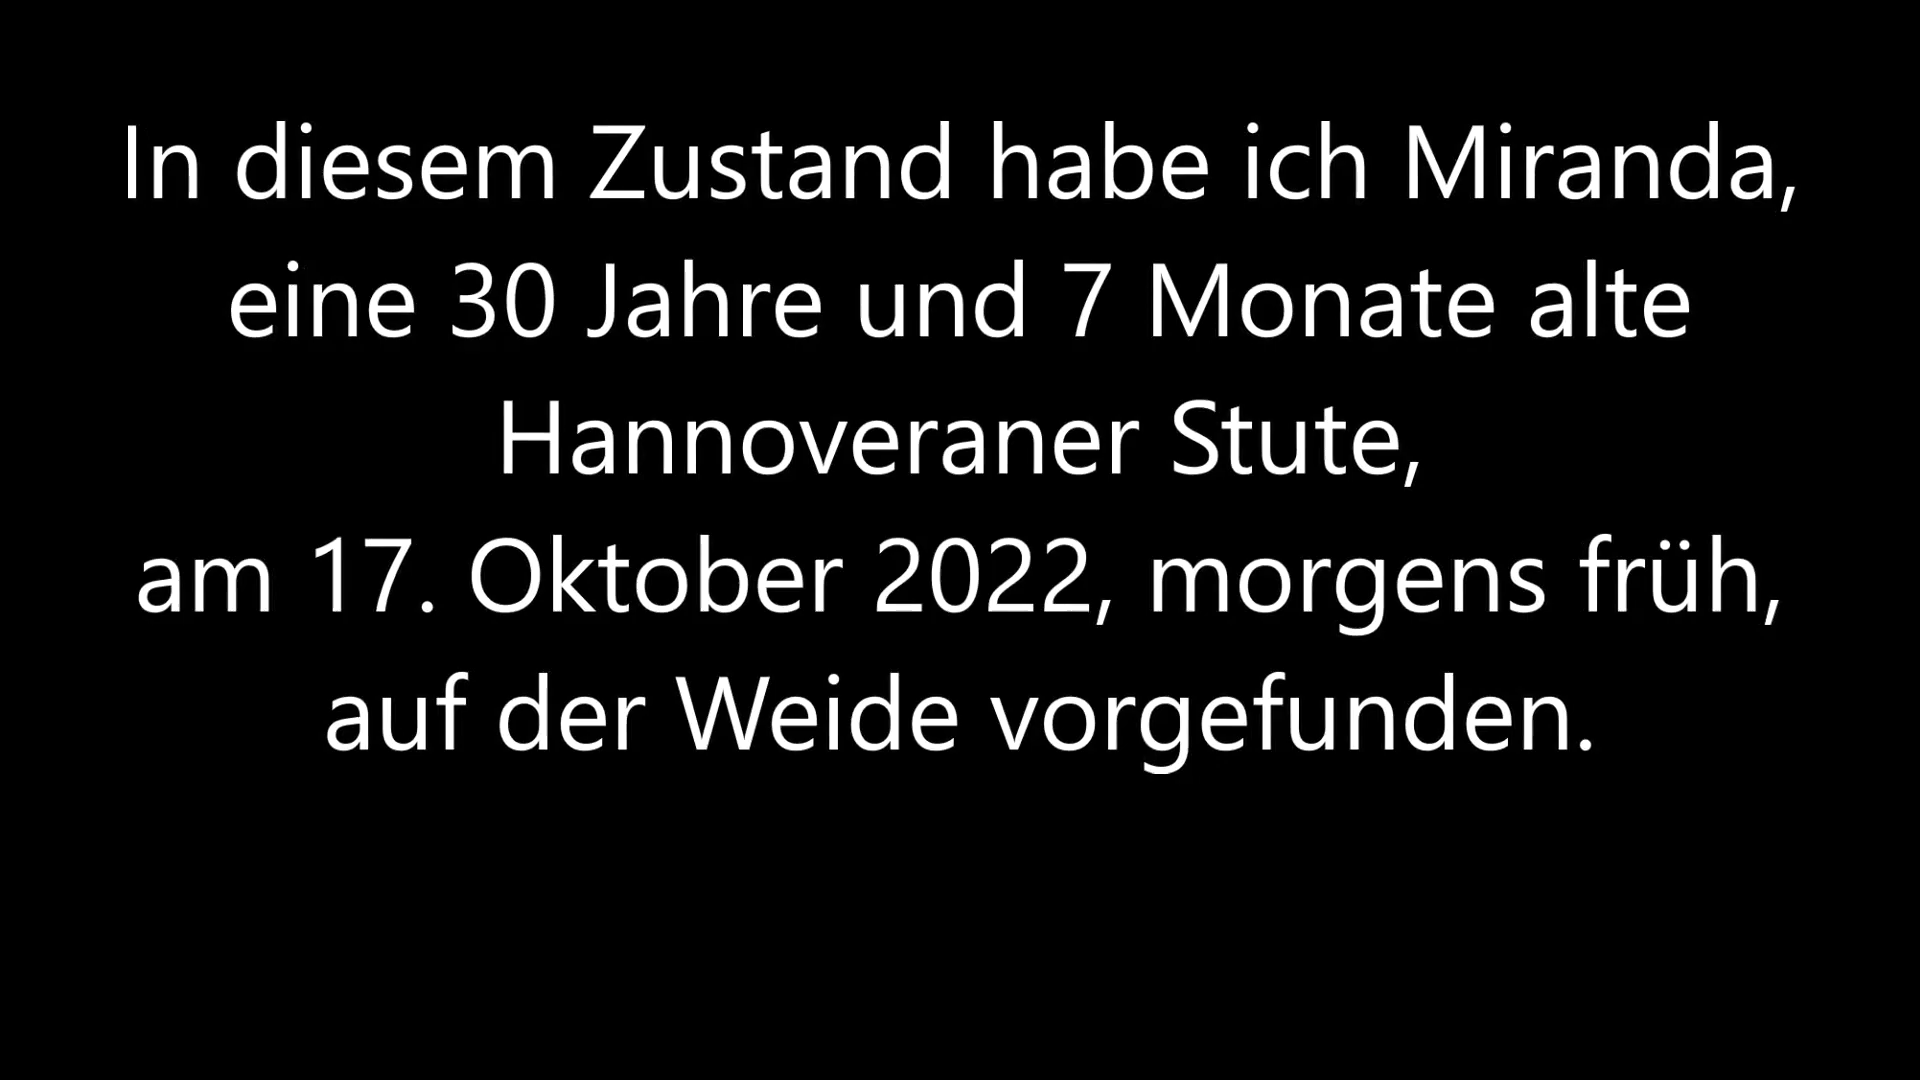 In diesem Zustand habe ich Miranda,
eine 30 Jahre und 7 Monate alte
Hannoveraner Stute,
am 17. Oktober 2022, morgens früh,
auf der Weide vorgefunden.